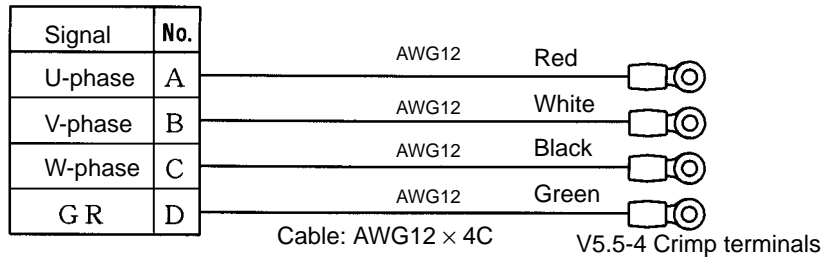 Signal No.
U-phase A AWG12 Red
V-phase B AWG12 White
W-phase C AWG12 Black
GR D AWG12 Green
Cable: AWG12 × 4C
V5.5-4 Crimp terminals